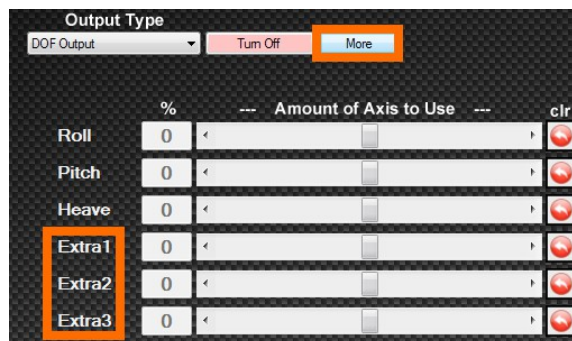 Output Type
DOF Output Turn Off More
% --- Amount of Axis to Use --- clr
Roll 0
Pitch 0
Heave 0
Extra1 0
Extra2 0
Extra3 0